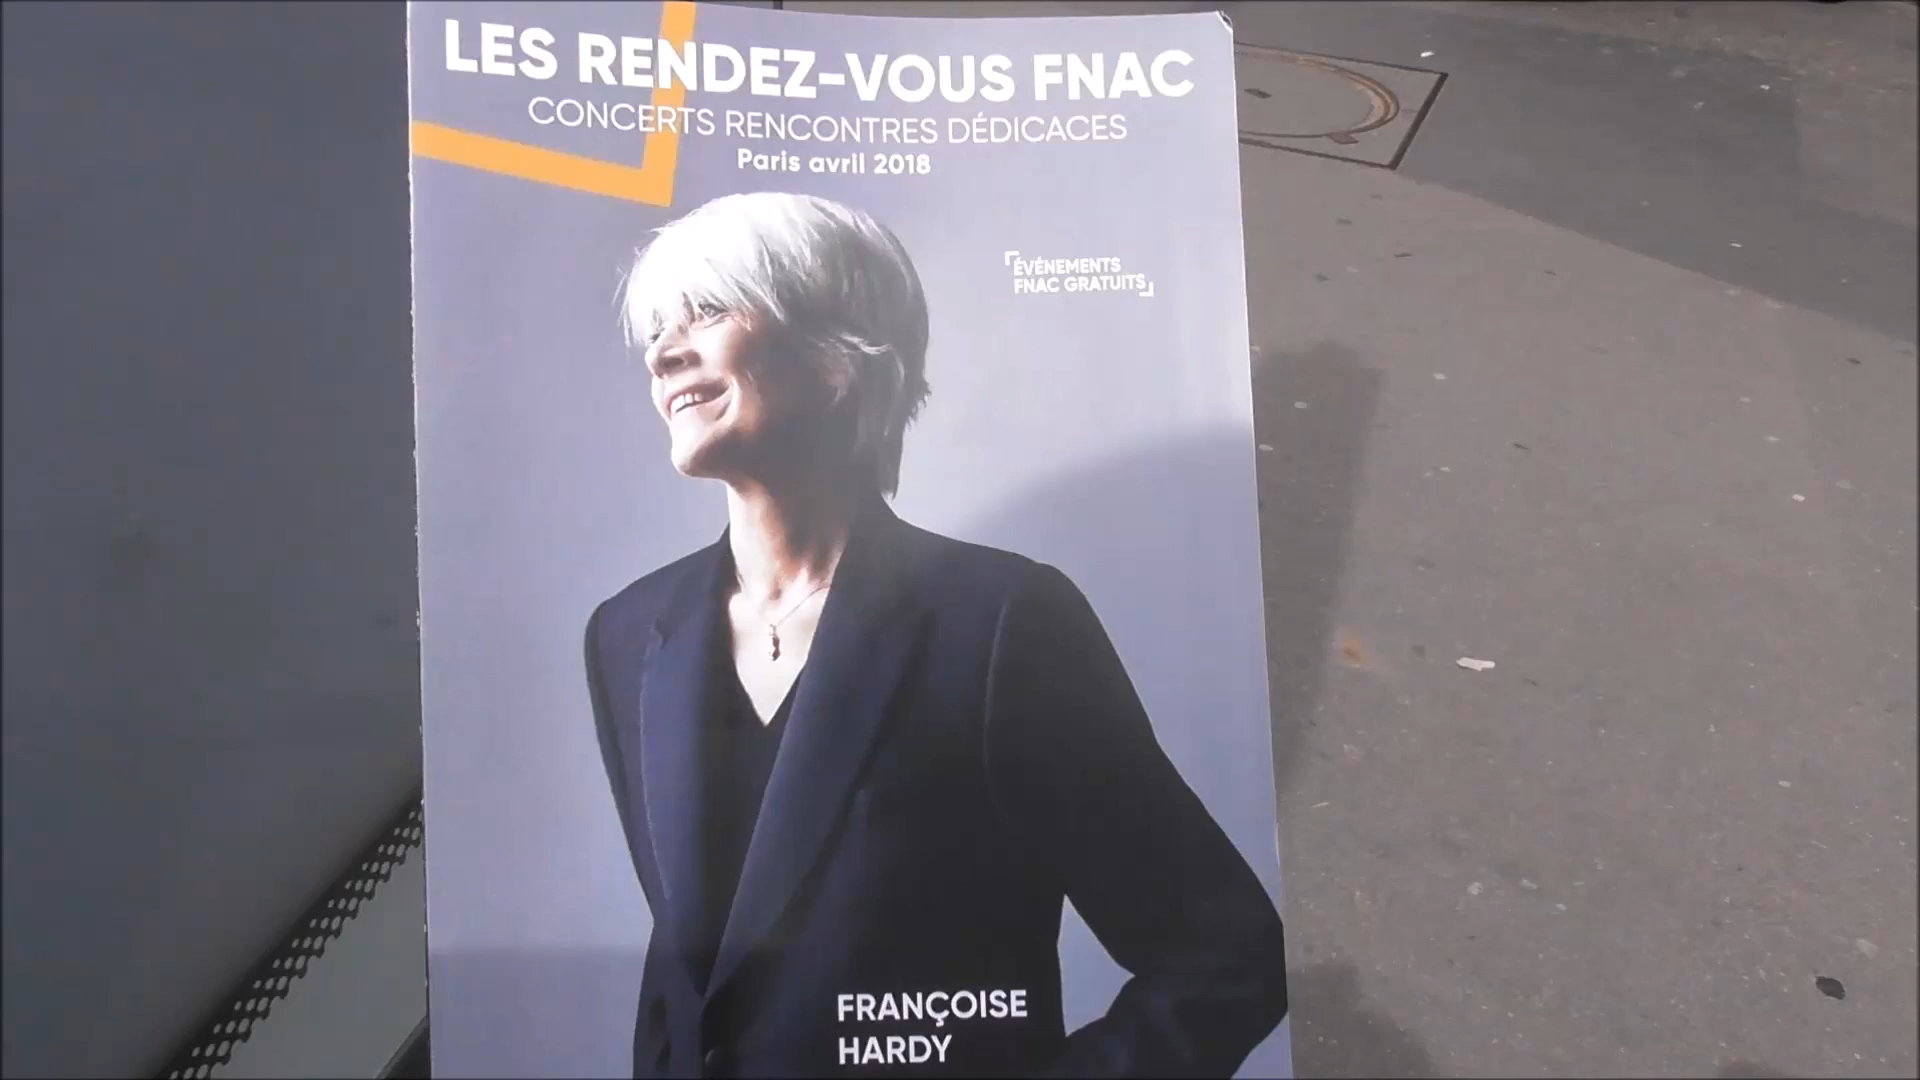 LES RENDEZ-VOUS FNAC
CONCERTS RENCONTRES DÉDICACES
Paris avril 2018
ÉVÉNEMENTS
FNAC GRATUITS
FRANÇOISE
HARDY